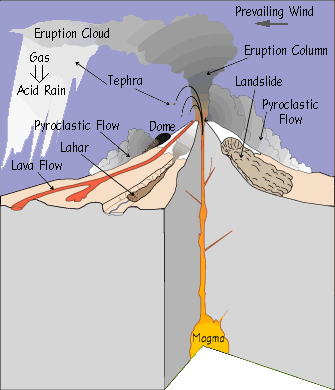 Prevailing Wind
Eruption Cloud
Eruption Column
Gas
Tephra
Landslide
Acid Rain
Pyroclastic
Flow
Pyroclastic Flow
Dome
Lahar
Lava Flow
Magma